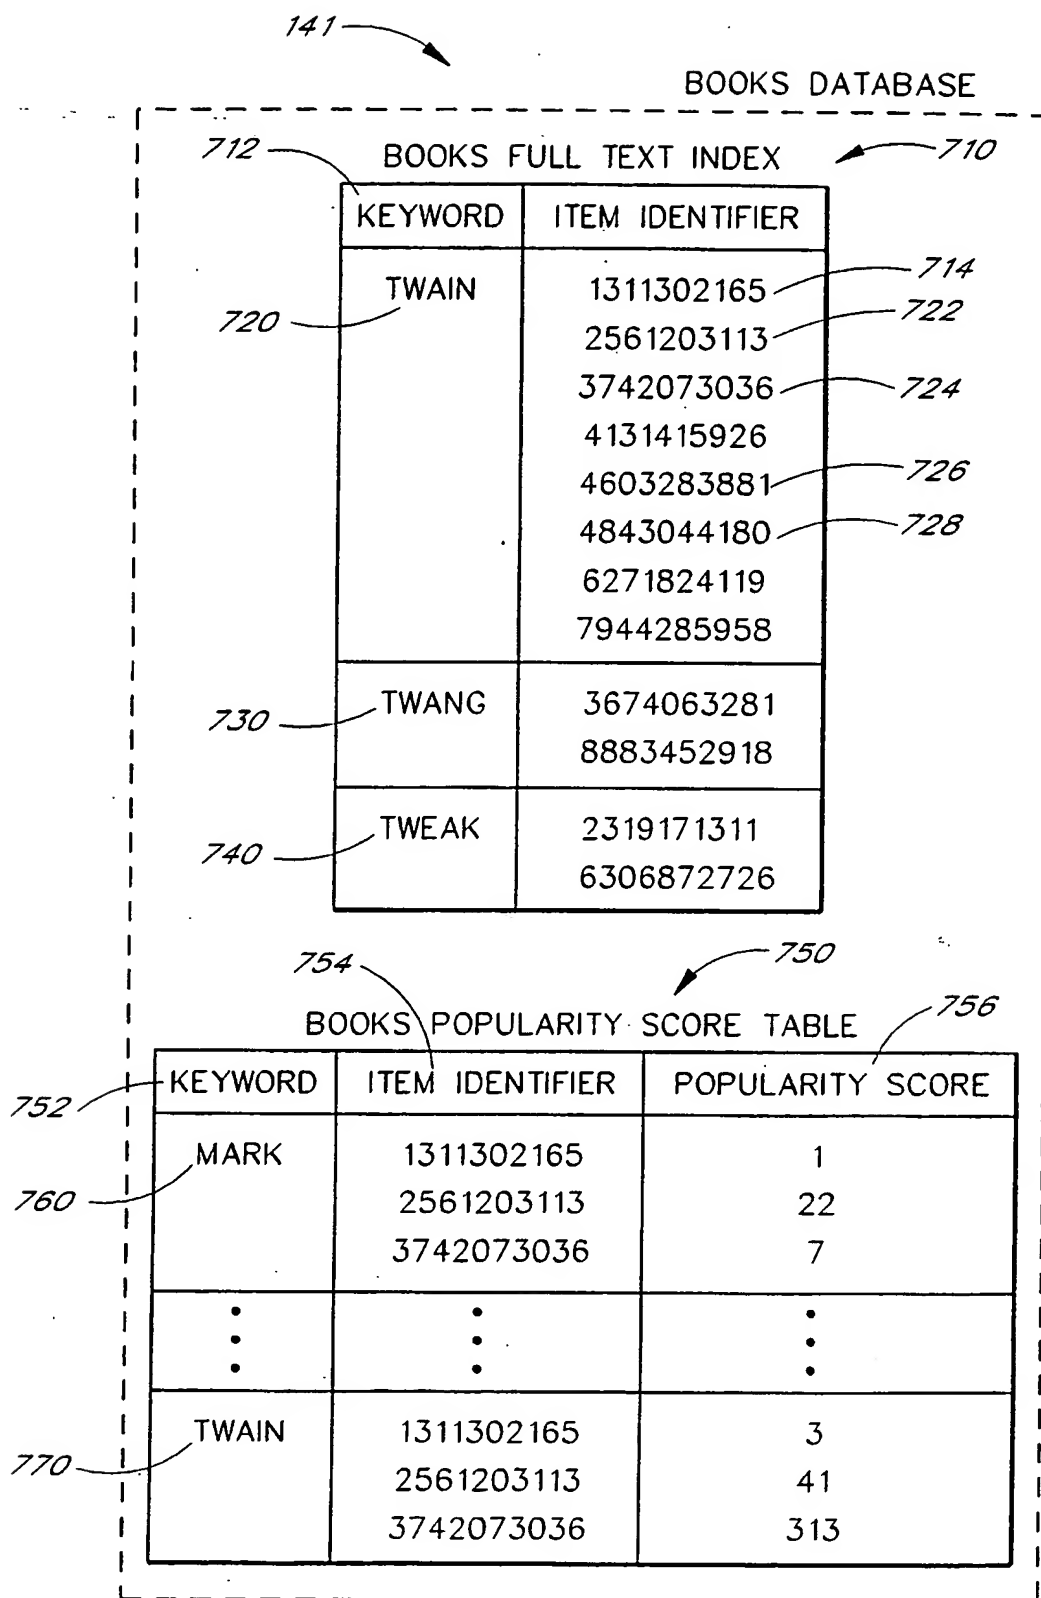 141
BOOKS DATABASE
712 BOOKS FULL TEXT INDEX 710
KEYWORD ITEM IDENTIFIER
TWAIN 1311302165 714
720 2561203113 722
3742073036 724
4131415926
4603283881 726
4843044180 728
6271824119
7944285958
730 TWANG 3674063281
8883452918
740 TWEAK 2319171311
6306872726
754 750
BOOKS POPULARITY SCORE TABLE 756
752 KEYWORD ITEM IDENTIFIER POPULARITY SCORE
MARK 1311302165 1
760 2561203113 22
3742073036 7
TWAIN 1311302165 3
770 2561203113 41
3742073036 313